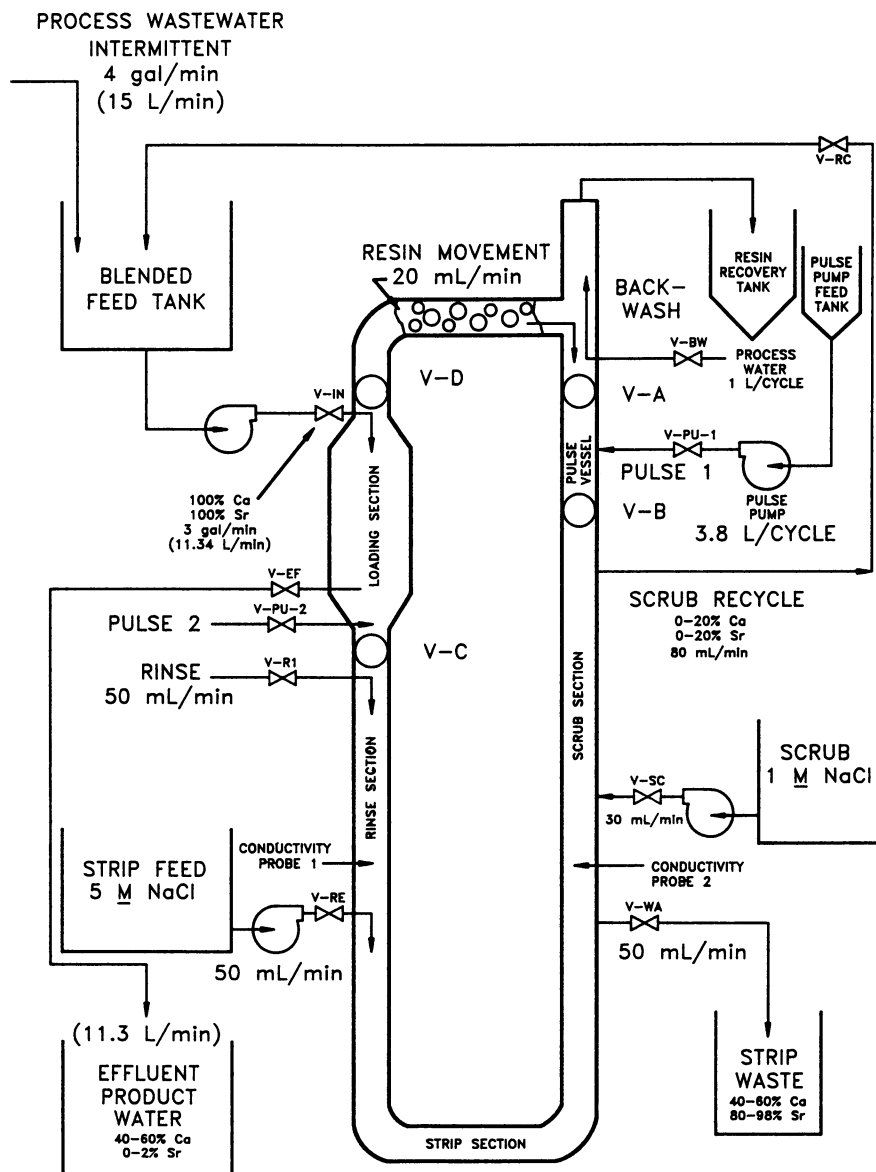 PROCESS WASTEWATER
INTERMITTENT
4 gal/min
(15 L/min)
V-RC
BLENDED
FEED TANK
RESIN MOVEMENT
20 mL/min
RESIN
RECOVERY
TANK
PULSE
PUMP
FEED
TANK
BACK-
WASH
V-BW
PROCESS
WATER
1 L/CYCLE
V-IN
V-D
V-A
100% Ca
100% Sr
3 gal/min
(11.34 L/min)
LOADING SECTION
PULSE
VESSEL
V-PU-1
PULSE 1
PULSE
PUMP
3.8 L/CYCLE
V-B
V-EF
PULSE 2
V-PU-2
V-C
RINSE
50 mL/min
V-R1
SCRUB RECYCLE
0-20% Ca
0-20% Sr
80 mL/min
SCRUB SECTION
RINSE SECTION
V-SC
30 mL/min
SCRUB
1 M NaCl
STRIP FEED
5 M NaCl
CONDUCTIVITY
PROBE 1
CONDUCTIVITY
PROBE 2
V-RE
50 mL/min
V-WA
50 mL/min
(11.3 L/min)
EFFLUENT
PRODUCT
WATER
40-60% Ca
0-2% Sr
STRIP
WASTE
40-60% Ca
80-98% Sr
STRIP SECTION